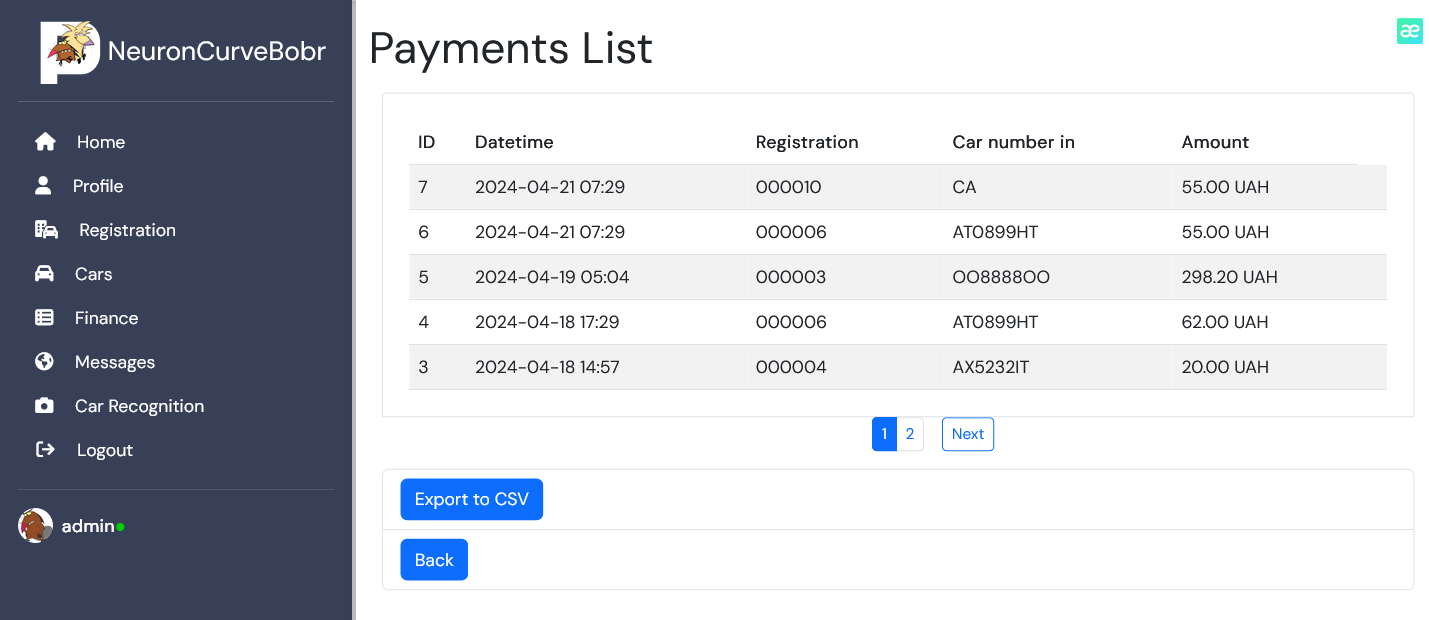 NeuronCurveBobr
Home
Profile
Registration
Cars
Finance
Messages
Car Recognition
Logout
admin
Payments List
æ
ID Datetime Registration Car number in Amount
7 2024-04-21 07:29 000010 CA 55.00 UAH
6 2024-04-21 07:29 000006 AT0899HT 55.00 UAH
5 2024-04-19 05:04 000003 OO8888OO 298.20 UAH
4 2024-04-18 17:29 000006 AT0899HT 62.00 UAH
3 2024-04-18 14:57 000004 AX5232IT 20.00 UAH
1 2 Next
Export to CSV
Back